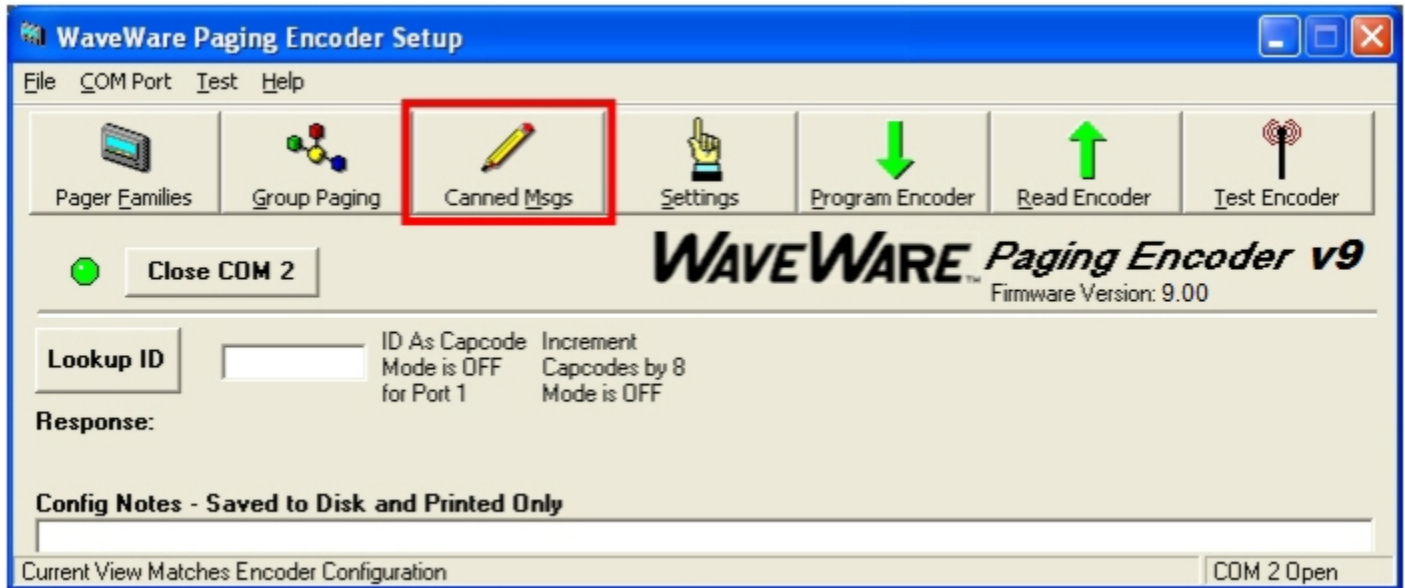 WaveWare Paging Encoder Setup
File COM Port Test Help
Pager Families Group Paging Canned Msgs Settings Program Encoder Read Encoder Test Encoder
Close COM 2
WAVEWARE™ Paging Encoder v9
Firmware Version: 9.00
Lookup ID
ID As Capcode
Mode is OFF
for Port 1
Increment
Capcodes by 8
Mode is OFF
Response:
Config Notes - Saved to Disk and Printed Only
Current View Matches Encoder Configuration
COM 2 Open